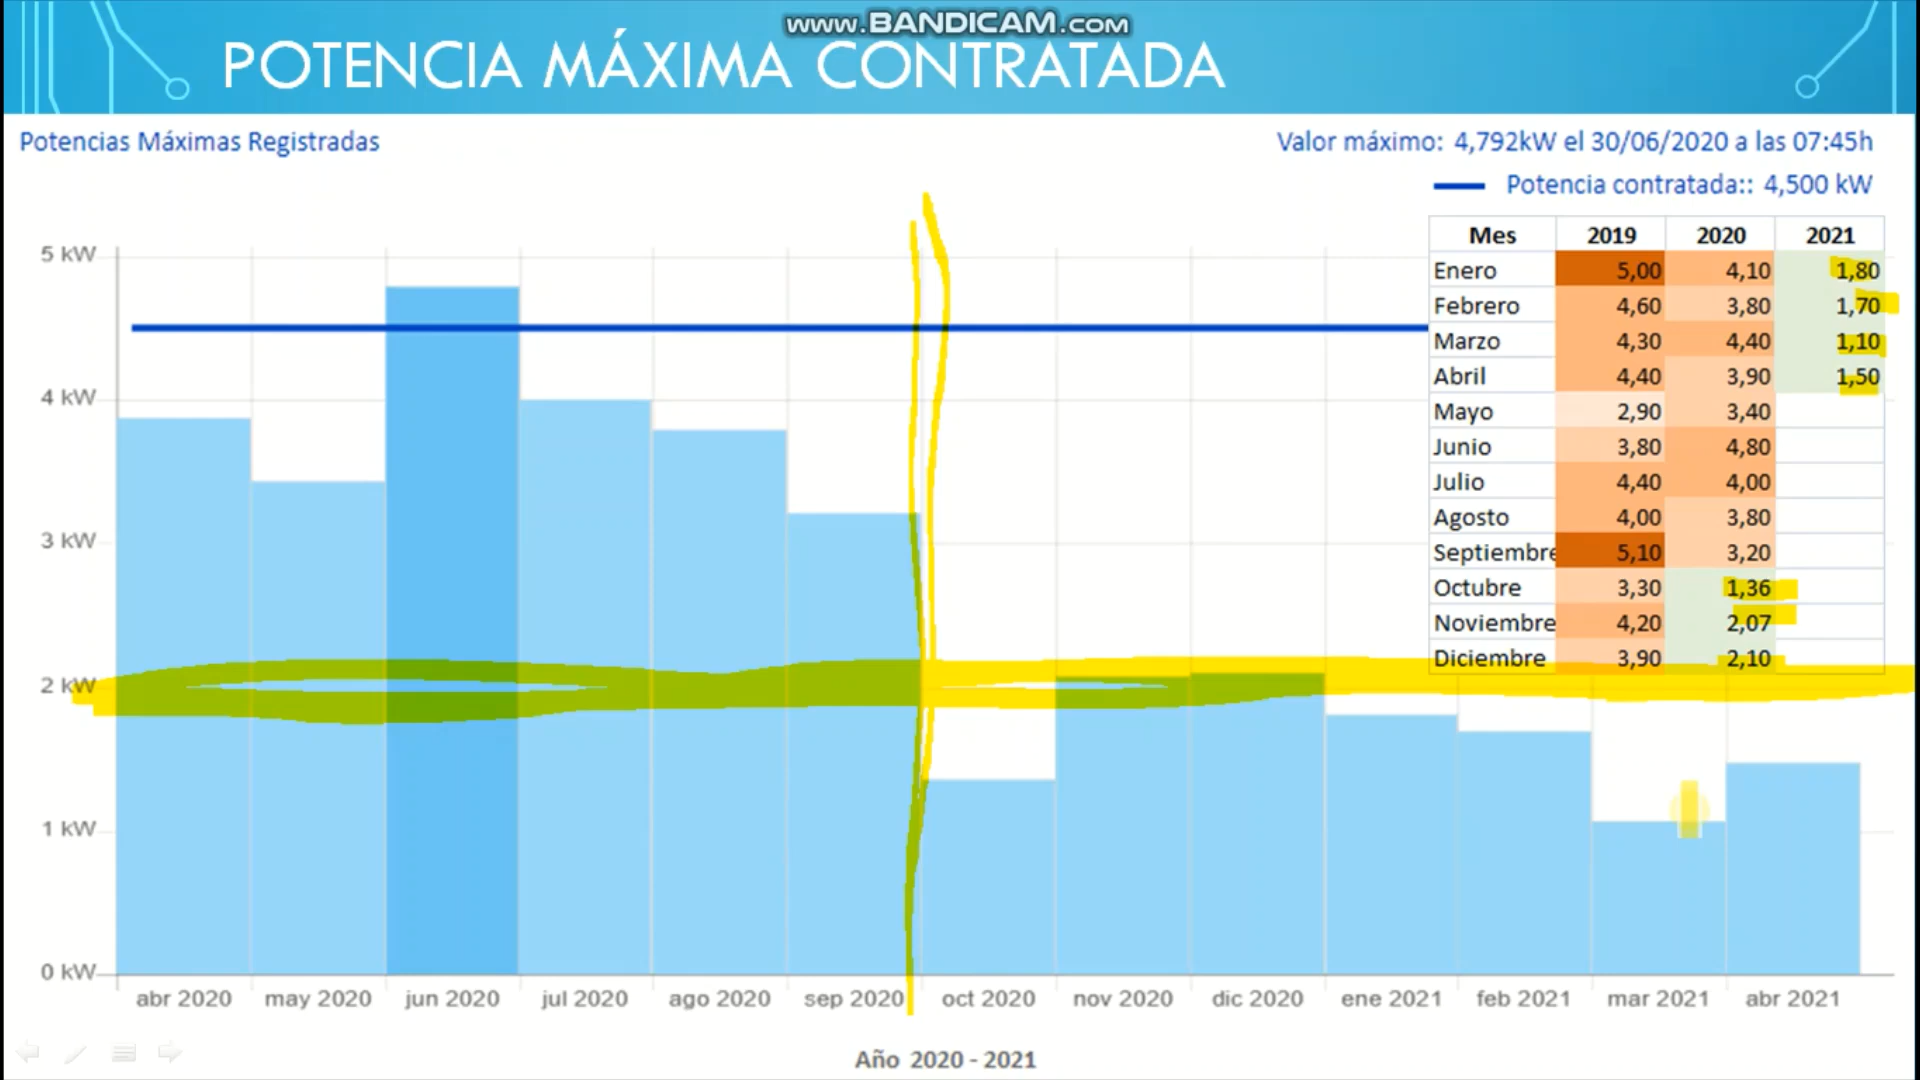 www.BANDICAM.com
POTENCIA MÁXIMA CONTRATADA
Potencias Máximas Registradas
Valor máximo: 4,792kW el 30/06/2020 a las 07:45h
Potencia contratada:: 4,500 kW
Mes 2019 2020 2021
Enero 5,00 4,10 1,80
Febrero 4,60 3,80 1,70
Marzo 4,30 4,40 1,10
Abril 4,40 3,90 1,50
Mayo 2,90 3,40
Junio 3,80 4,80
Julio 4,40 4,00
Agosto 4,00 3,80
Septiembre 5,10 3,20
Octubre 3,30 1,36
Noviembre 4,20 2,07
Diciembre 3,90 2,10
5 kW
4 kW
3 kW
2 kW
1 kW
0 kW
abr 2020 may 2020 jun 2020 jul 2020 ago 2020 sep 2020 oct 2020 nov 2020 dic 2020 ene 2021 feb 2021 mar 2021 abr 2021
Año 2020 - 2021